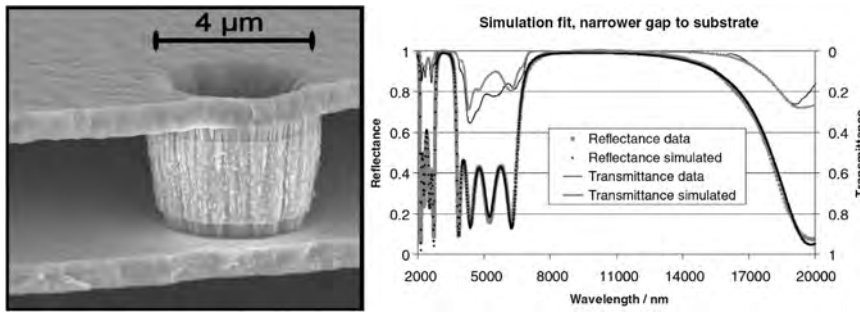 4 µm
Simulation fit, narrower gap to substrate
1
0.8
0.6
0.4
0.2
0
Reflectance
Reflectance data
Reflectance simulated
Transmittance data
Transmittance simulated
0
0.2
0.4
0.6
0.8
1
Transmittance
2000 5000 8000 11000 14000 17000 20000
Wavelength / nm